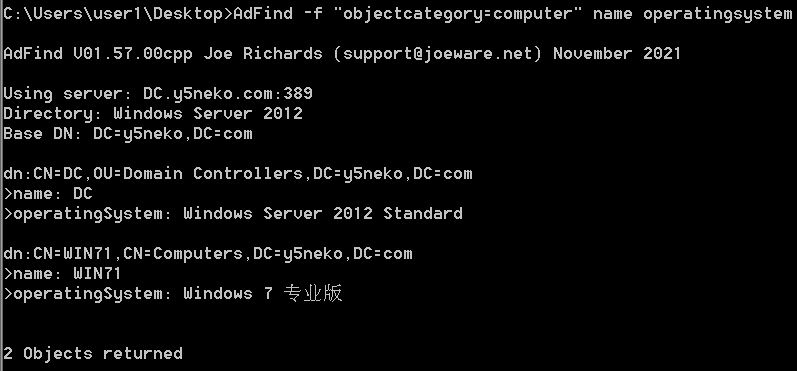 C:\Users\user1\Desktop>AdFind -f "objectcategory=computer" name operatingsystem
AdFind V01.57.00cpp Joe Richards (support@joeware.net) November 2021
Using server: DC.y5neko.com:389
Directory: Windows Server 2012
Base DN: DC=y5neko,DC=com
dn:CN=DC,OU=Domain Controllers,DC=y5neko,DC=com
>name: DC
>operatingSystem: Windows Server 2012 Standard
dn:CN=WIN71,CN=Computers,DC=y5neko,DC=com
>name: WIN71
>operatingSystem: Windows 7 专业版
2 Objects returned